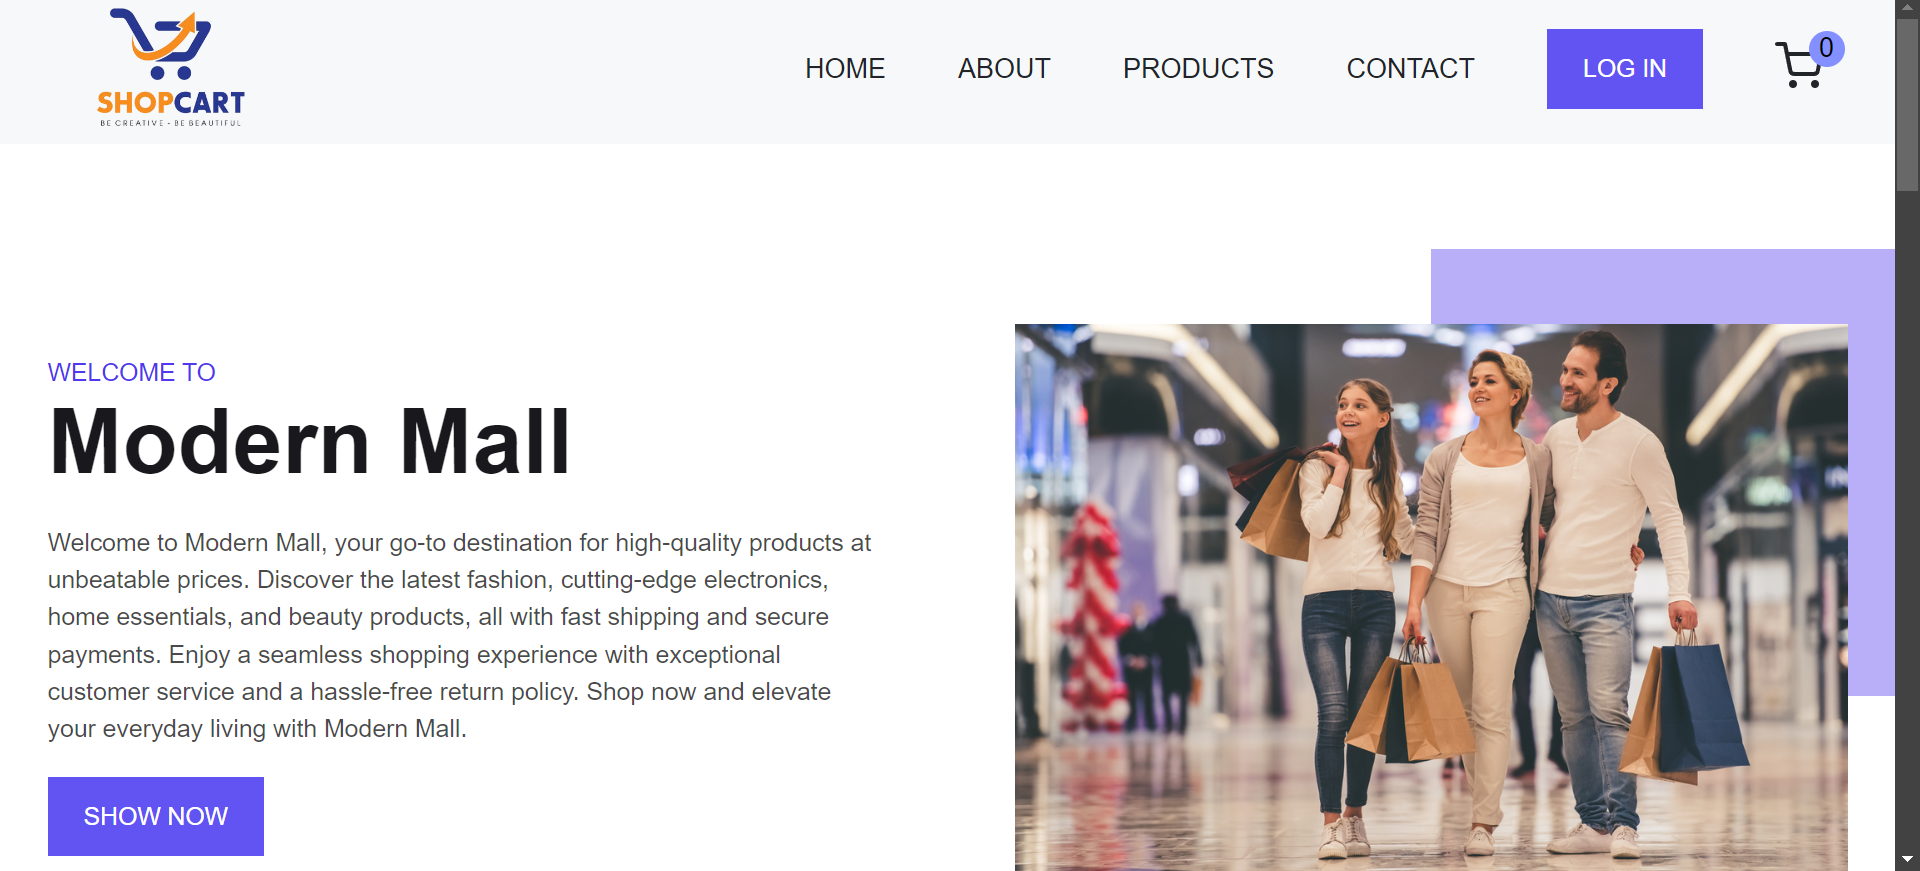 SHOPCART
BE CREATIVE - BE BEAUTIFUL
HOME
ABOUT
PRODUCTS
CONTACT
LOG IN
0
WELCOME TO
Modern Mall
Welcome to Modern Mall, your go-to destination for high-quality products at
unbeatable prices. Discover the latest fashion, cutting-edge electronics,
home essentials, and beauty products, all with fast shipping and secure
payments. Enjoy a seamless shopping experience with exceptional
customer service and a hassle-free return policy. Shop now and elevate
your everyday living with Modern Mall.
SHOW NOW